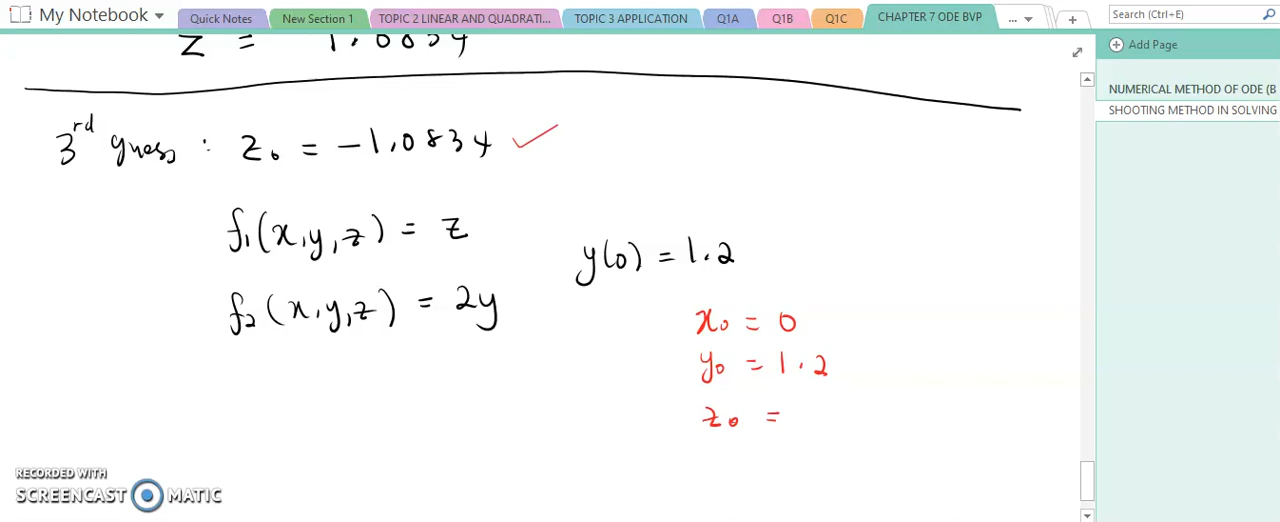 My Notebook
Quick Notes
New Section 1
TOPIC 2 LINEAR AND QUADRATI...
TOPIC 3 APPLICATION
Q1A
Q1B
Q1C
CHAPTER 7 ODE BVP
...
Search (Ctrl+E)
Add Page
NUMERICAL METHOD OF ODE (B
SHOOTING METHOD IN SOLVING
z = 1.0834
3rd guess : z₀ = -1.0834 ✓
f₁(x,y,z) = z
y(0) = 1.2
f₂(x,y,z) = 2y
x₀ = 0
y₀ = 1.2
z₀ =
RECORDED WITH
SCREENCAST MATIC